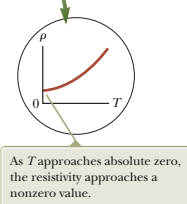 ρ
0
T
As T approaches absolute zero,
the resistivity approaches a
nonzero value.